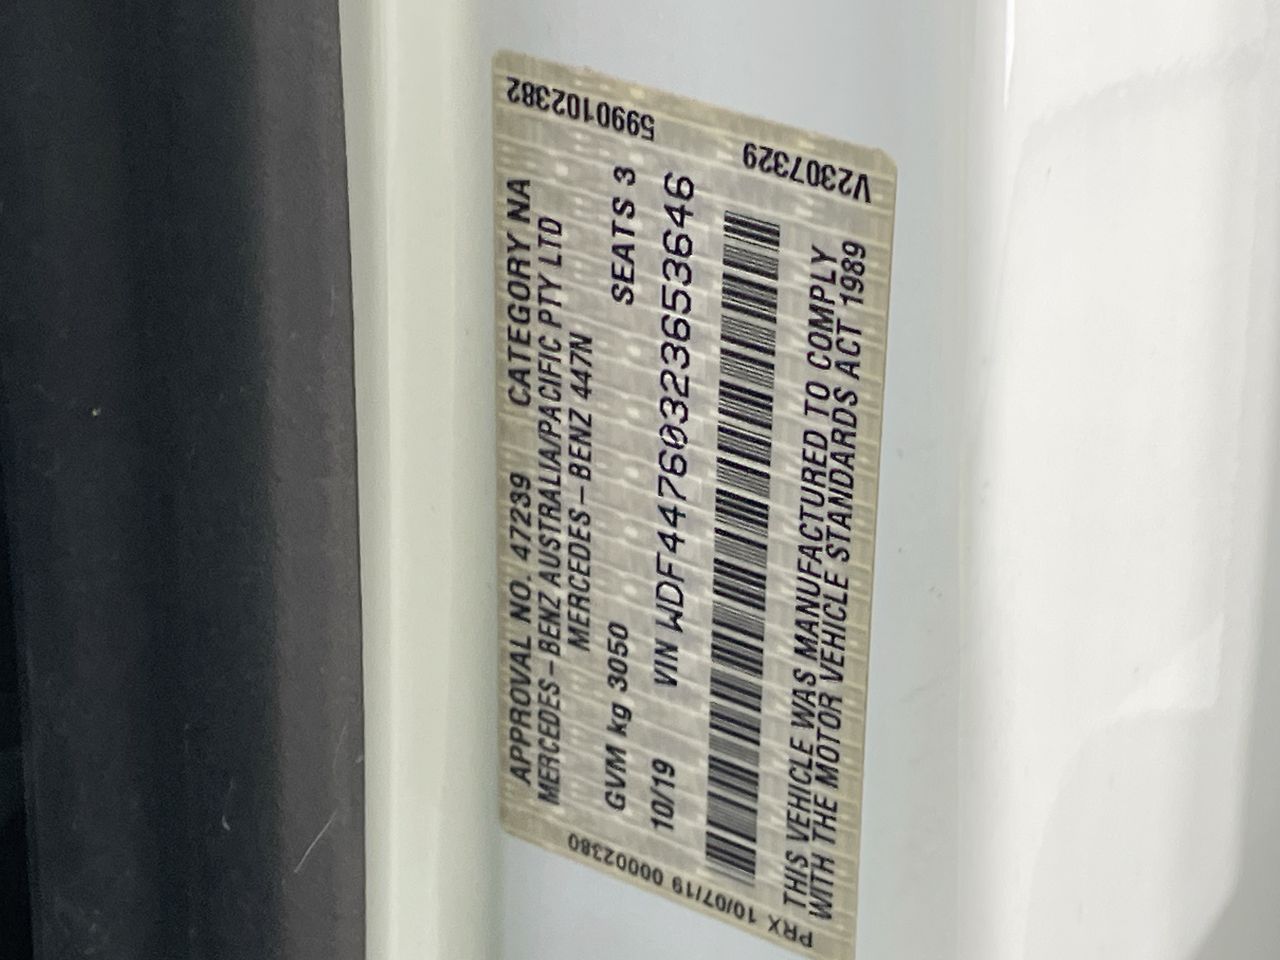 APPROVAL NO. 47239 CATEGORY NA
MERCEDES-BENZ AUSTRALIA/PACIFIC PTY LTD
MERCEDES-BENZ 447N
GVM kg 3050 SEATS 3
10/19 VIN WDF44760323653646
THIS VEHICLE WAS MANUFACTURED TO COMPLY
WITH THE MOTOR VEHICLE STANDARDS ACT 1989
5990102382
V2307329
PRX 10/07/19 00002380